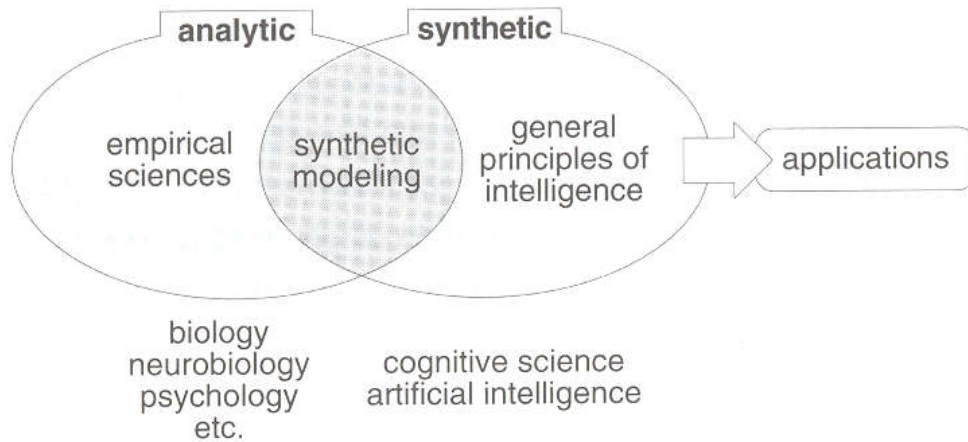 analytic
synthetic
empirical
sciences
synthetic
modeling
general
principles of
intelligence
applications
biology
neurobiology
psychology
etc.
cognitive science
artificial intelligence